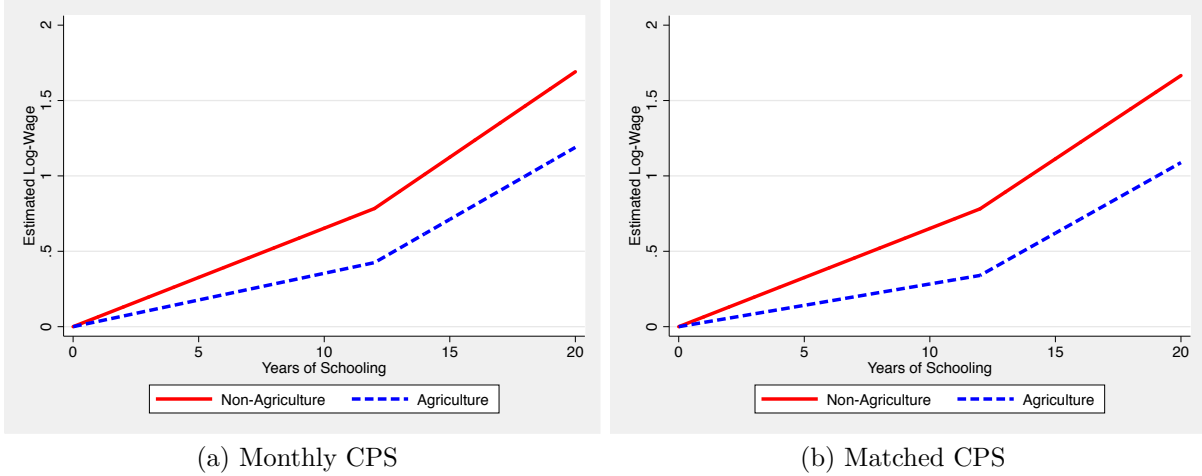 Estimated Log-Wage
2
1.5
1
.5
0
0 5 10 15 20
Years of Schooling
Non-Agriculture Agriculture
(a) Monthly CPS
Estimated Log-Wage
2
1.5
1
.5
0
0 5 10 15 20
Years of Schooling
Non-Agriculture Agriculture
(b) Matched CPS